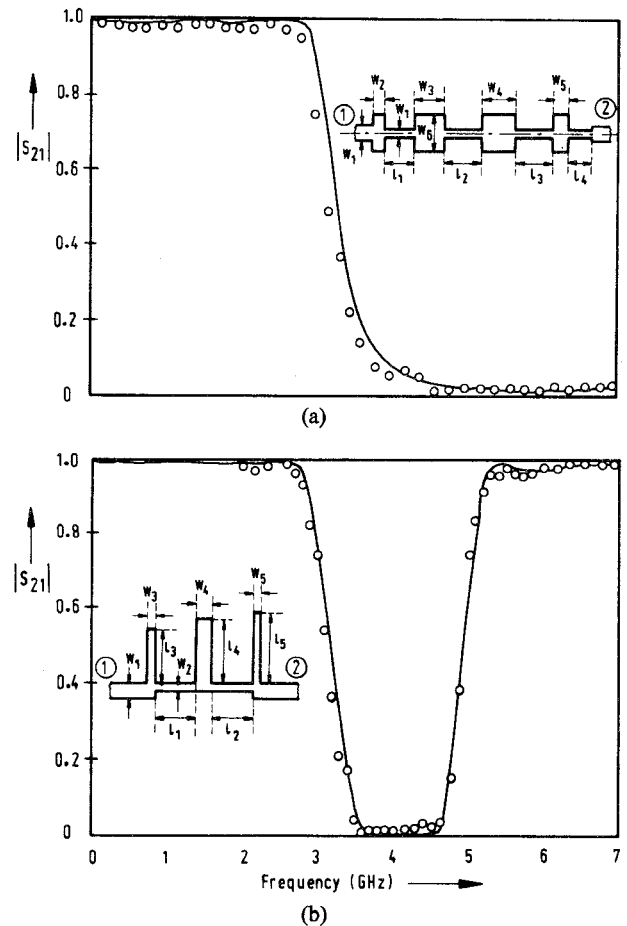 1.0
0.8
0.6
0.4
0.2
0
|S21|
W2 W3 W4 W5
1 W1 2
W6
W1
l1 l2 l3 l4
(a)
1.0
0.8
0.6
0.4
0.2
0
|S21|
W3 W4 W5
l3 l4 l5
1 W1 W2 2
l1 l2
0 1 2 3 4 5 6 7
Frequency (GHz)
(b)